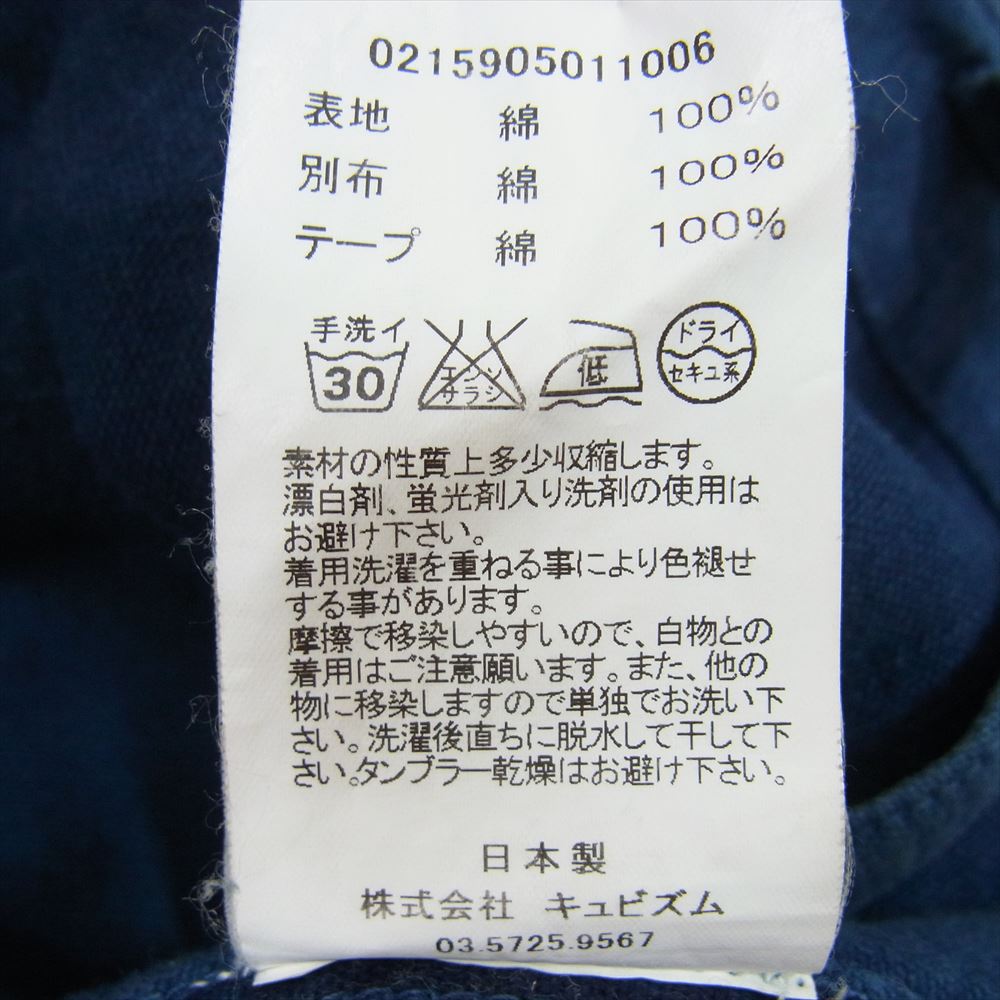 0215905011006
表地 綿 100%
別布 綿 100%
テープ 綿 100%
手洗イ
30
エンソ
サラシ
低
ドライ
セキユ系
素材の性質上多少収縮します。
漂白剤、蛍光剤入り洗剤の使用は
お避け下さい。
着用洗濯を重ねる事により色褪せ
する事があります。
摩擦で移染しやすいので、白物との
着用はご注意願います。また、他の
物に移染しますので単独でお洗い下
さい。洗濯後直ちに脱水して干して下
さい。タンブラー乾燥はお避け下さい。
日本製
株式会社 キュビズム
03.5725.9567